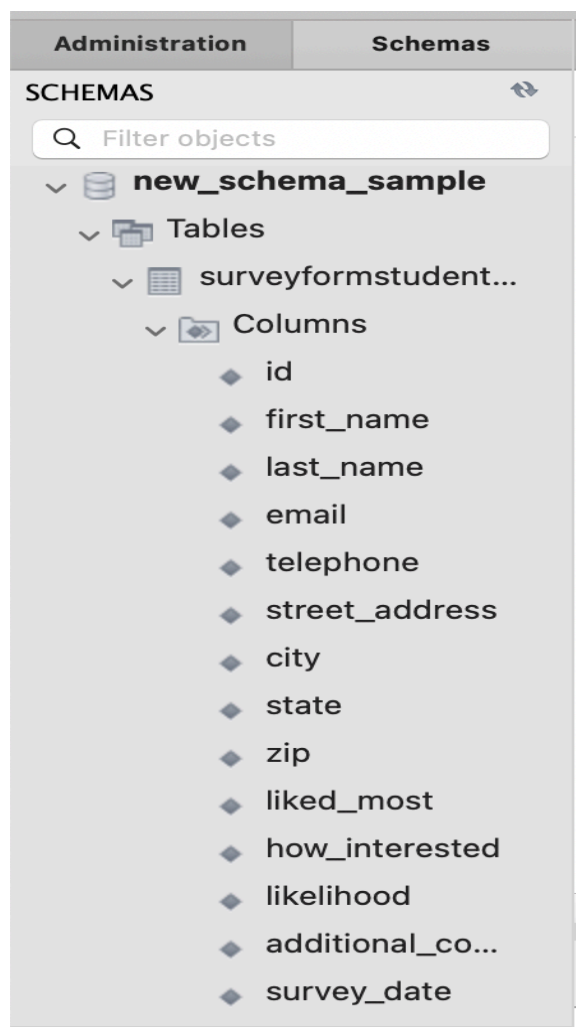 Administration Schemas
SCHEMAS
Filter objects
new_schema_sample
Tables
surveyformstudent...
Columns
id
first_name
last_name
email
telephone
street_address
city
state
zip
liked_most
how_interested
likelihood
additional_co...
survey_date